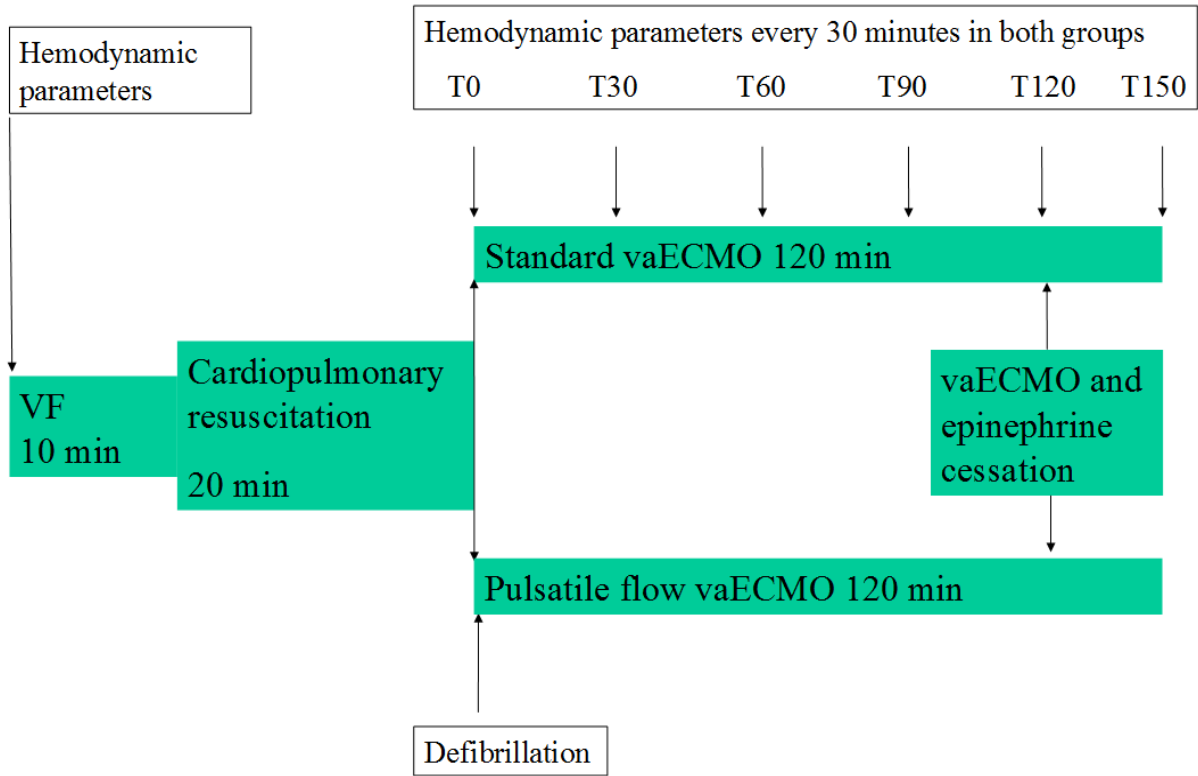 Hemodynamic
parameters
Hemodynamic parameters every 30 minutes in both groups
T0 T30 T60 T90 T120 T150
Standard vaECMO 120 min
VF
10 min
Cardiopulmonary
resuscitation
20 min
vaECMO and
epinephrine
cessation
Pulsatile flow vaECMO 120 min
Defibrillation